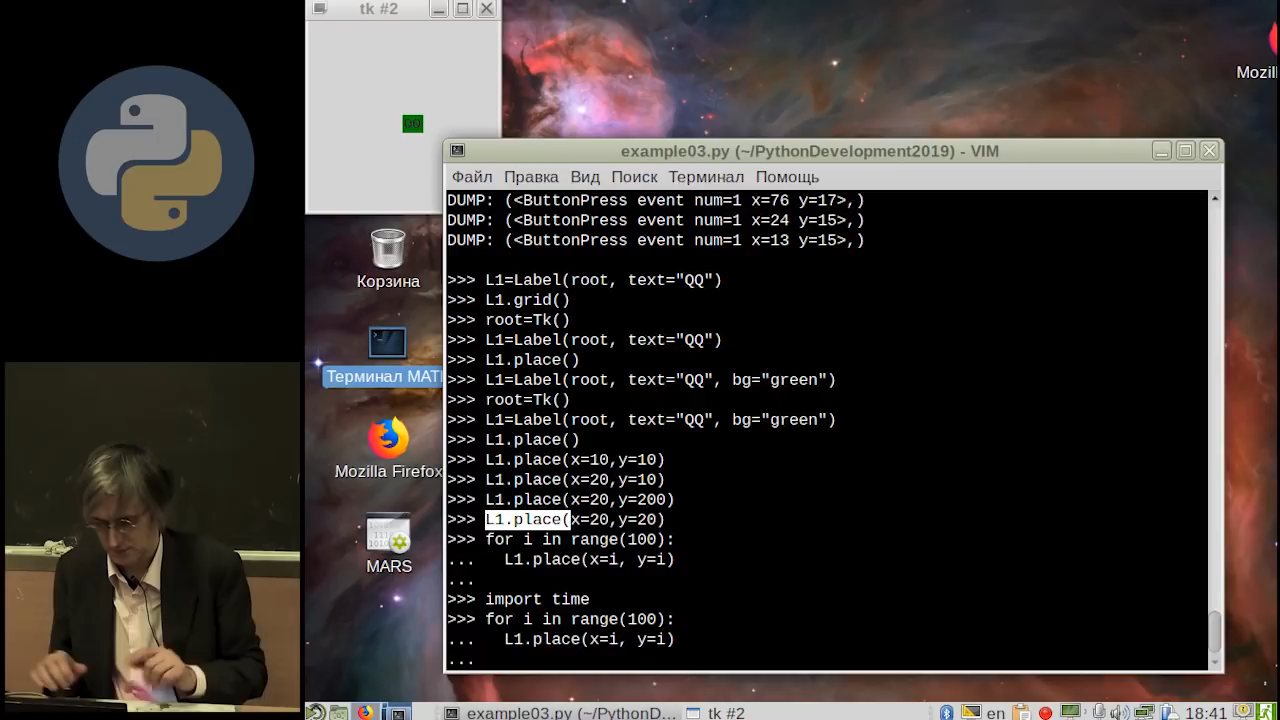 tk #2
QQ
Mozill
example03.py (~/PythonDevelopment2019) - VIM
Файл Правка Вид Поиск Терминал Помощь
DUMP: (<ButtonPress event num=1 x=76 y=17>,)
DUMP: (<ButtonPress event num=1 x=24 y=15>,)
DUMP: (<ButtonPress event num=1 x=13 y=15>,)
>>> L1=Label(root, text="QQ")
>>> L1.grid()
>>> root=Tk()
>>> L1=Label(root, text="QQ")
>>> L1.place()
>>> L1=Label(root, text="QQ", bg="green")
>>> root=Tk()
>>> L1=Label(root, text="QQ", bg="green")
>>> L1.place()
>>> L1.place(x=10,y=10)
>>> L1.place(x=20,y=10)
>>> L1.place(x=20,y=200)
>>> L1.place(x=20,y=20)
>>> for i in range(100):
...   L1.place(x=i, y=i)
...
>>> import time
>>> for i in range(100):
...   L1.place(x=i, y=i)
...
Корзина
Терминал MATE
Mozilla Firefox
MARS
example03.py (~/PythonD... tk #2 en 18:41